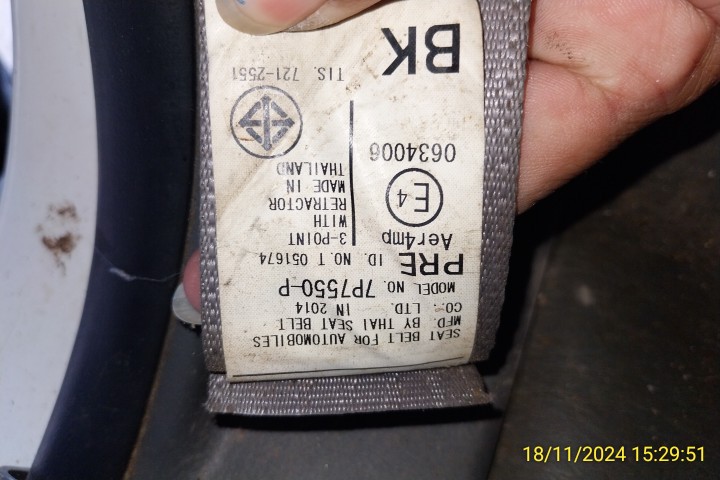 SEAT BELT FOR AUTOMOBILES
MFD. BY THAI SEAT BELT
CO., LTD. IN 2014
MODEL NO. 7P7550-P
PRE ID. NO. T 051674
Aer4mp
E4
0634006
3-POINT
WITH
RETRACTOR
MADE IN
THAILAND
TIS. 721-2551
BK
18/11/2024 15:29:51